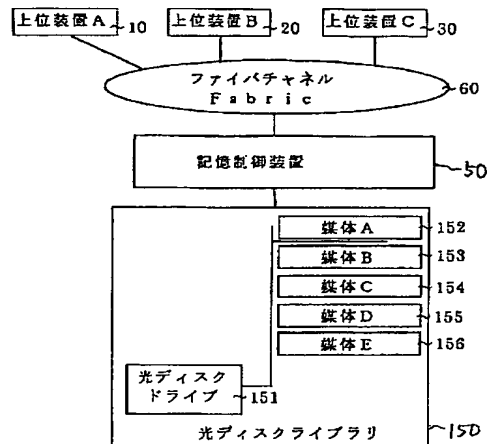 上位装置A 10
上位装置B 20
上位装置C 30
ファイバチャネル
Fabric
60
記憶制御装置
50
媒体A 152
媒体B 153
媒体C 154
媒体D 155
媒体E 156
光ディスク
ドライブ
151
光ディスクライブラリ
150